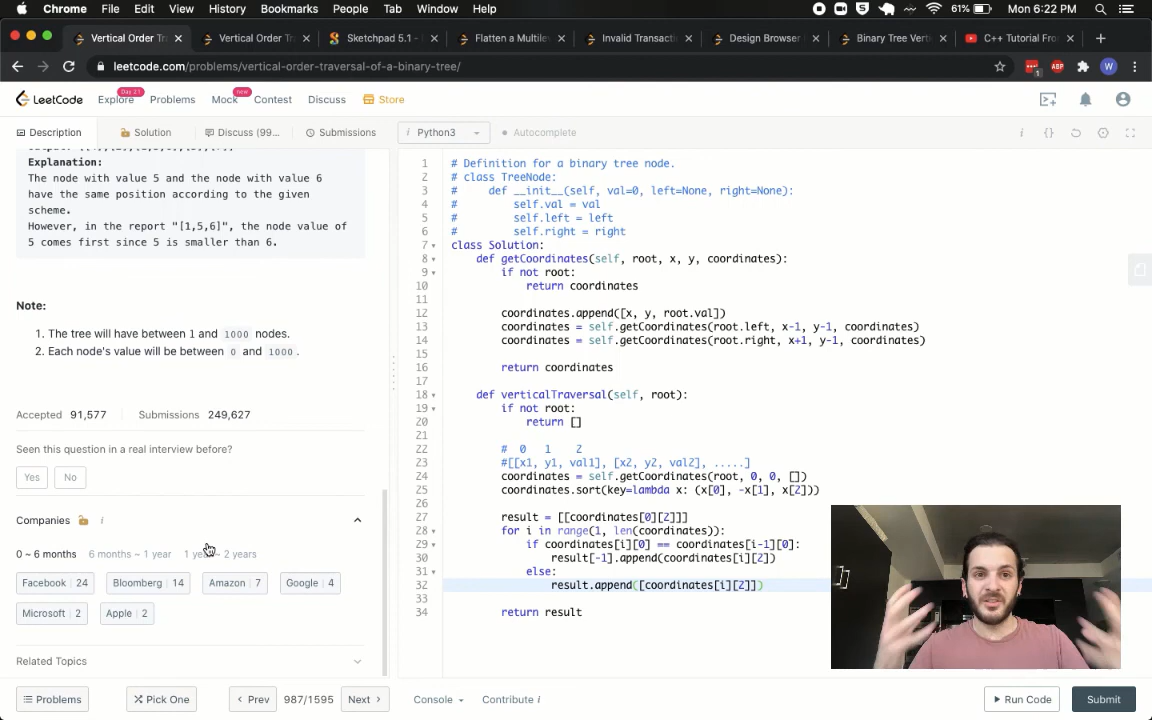 Chrome File Edit View History Bookmarks People Tab Window Help 61% Mon 6:22 PM
Vertical Order Tra Vertical Order Tra Sketchpad 5.1 - Flatten a Multile Invalid Transacti Design Browser Binary Tree Vert C++ Tutorial Fro
leetcode.com/problems/vertical-order-traversal-of-a-binary-tree/ 1 ABP W
LeetCode Explore Day 21 Problems Mock new Contest Discuss Store
Description Solution Discuss (99... Submissions i Python3 Autocomplete i {}
Explanation:
The node with value 5 and the node with value 6
have the same position according to the given
scheme.
However, in the report "[1,5,6]", the node value of
5 comes first since 5 is smaller than 6.
Note:
1. The tree will have between 1 and 1000 nodes.
2. Each node's value will be between 0 and 1000.
Accepted 91,577 Submissions 249,627
Seen this question in a real interview before?
Yes No
Companies i
0 ~ 6 months 6 months ~ 1 year 1 year ~ 2 years
Facebook 24 Bloomberg 14 Amazon 7 Google 4
Microsoft 2 Apple 2
Related Topics
1 # Definition for a binary tree node.
2 # class TreeNode:
3 #     def __init__(self, val=0, left=None, right=None):
4 #         self.val = val
5 #         self.left = left
6 #         self.right = right
7 class Solution:
8     def getCoordinates(self, root, x, y, coordinates):
9         if not root:
10             return coordinates
11
12         coordinates.append([x, y, root.val])
13         coordinates = self.getCoordinates(root.left, x-1, y-1, coordinates)
14         coordinates = self.getCoordinates(root.right, x+1, y-1, coordinates)
15
16         return coordinates
17
18     def verticalTraversal(self, root):
19         if not root:
20             return []
21
22         #  0   1    2
23         #[[x1, y1, val1], [x2, y2, val2], .....]
24         coordinates = self.getCoordinates(root, 0, 0, [])
25         coordinates.sort(key=lambda x: (x[0], -x[1], x[2]))
26
27         result = [[coordinates[0][2]]]
28         for i in range(1, len(coordinates)):
29             if coordinates[i][0] == coordinates[i-1][0]:
30                 result[-1].append(coordinates[i][2])
31             else:
32                 result.append([coordinates[i][2]])
33
34         return result
Problems Pick One Prev 987/1595 Next Console Contribute i Run Code Submit